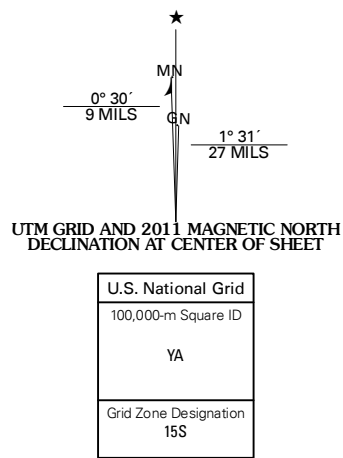 MN
0° 30´
9 MILS
GN
1° 31´
27 MILS
UTM GRID AND 2011 MAGNETIC NORTH
DECLINATION AT CENTER OF SHEET
U.S. National Grid
100,000-m Square ID
YA
Grid Zone Designation
15S